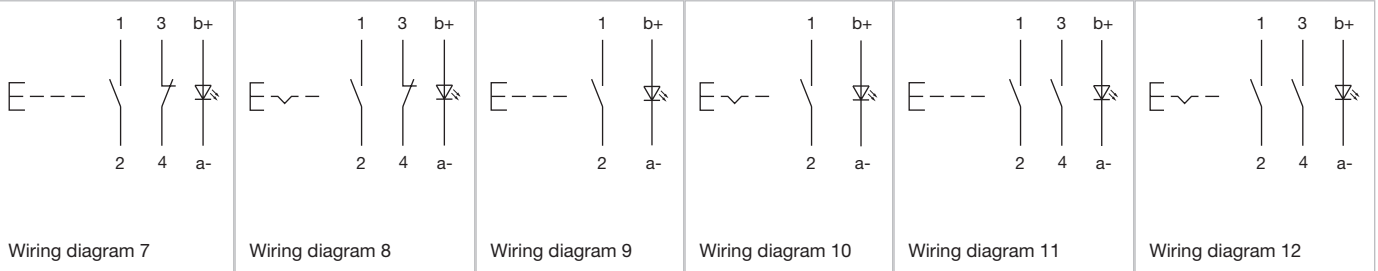 1 3 b+ 1 3 b+ 1 b+ 1 b+ 1 3 b+ 1 3 b+
2 4 a- 2 4 a- 2 a- 2 a- 2 4 a- 2 4 a-
Wiring diagram 7 Wiring diagram 8 Wiring diagram 9 Wiring diagram 10 Wiring diagram 11 Wiring diagram 12